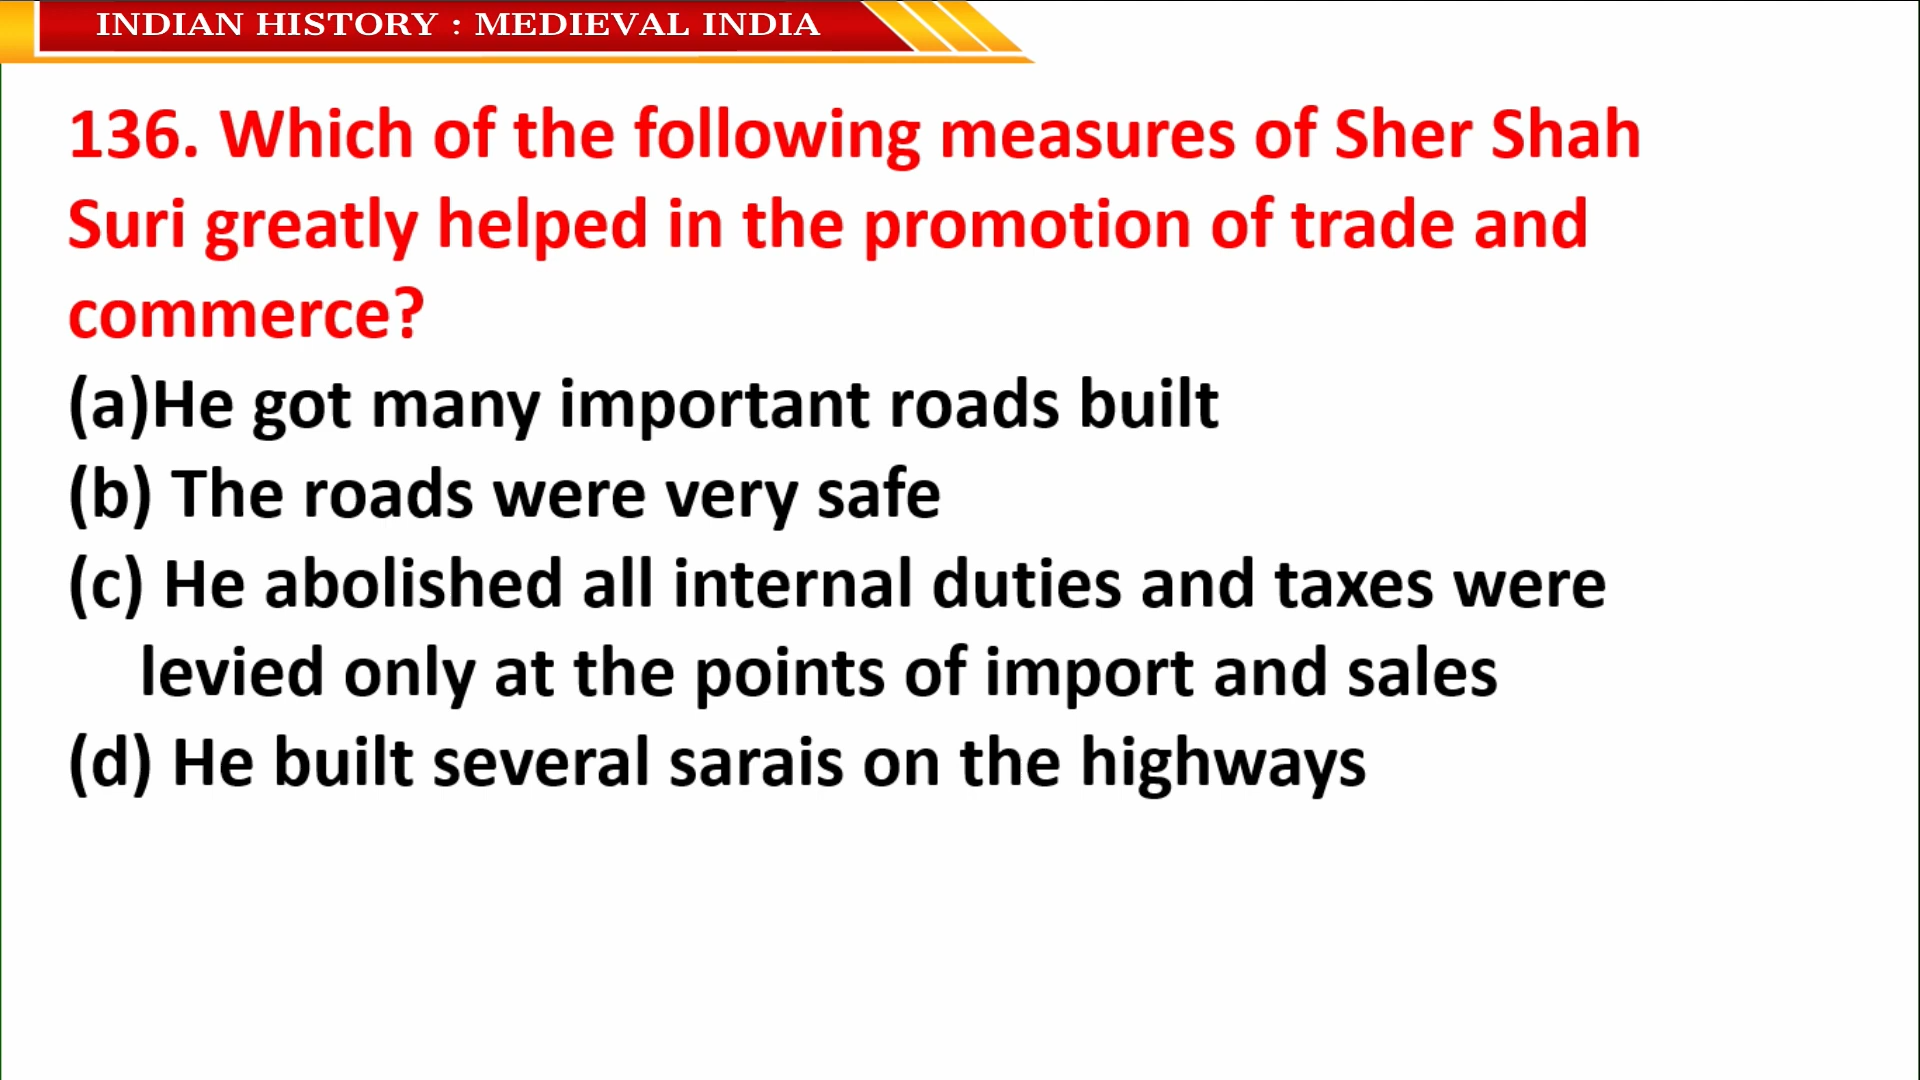 INDIAN HISTORY : MEDIEVAL INDIA
136. Which of the following measures of Sher Shah
Suri greatly helped in the promotion of trade and
commerce?
(a)He got many important roads built
(b) The roads were very safe
(c) He abolished all internal duties and taxes were
levied only at the points of import and sales
(d) He built several sarais on the highways